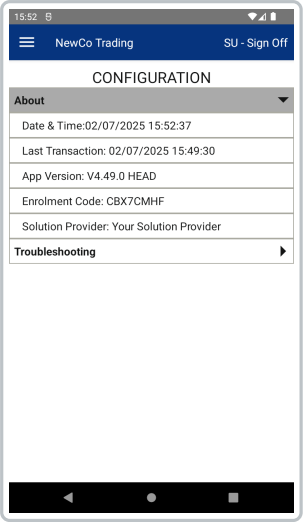 15:52
NewCo Trading
SU - Sign Off
CONFIGURATION
About
Date & Time:02/07/2025 15:52:37
Last Transaction: 02/07/2025 15:49:30
App Version: V4.49.0 HEAD
Enrolment Code: CBX7CMHF
Solution Provider: Your Solution Provider
Troubleshooting